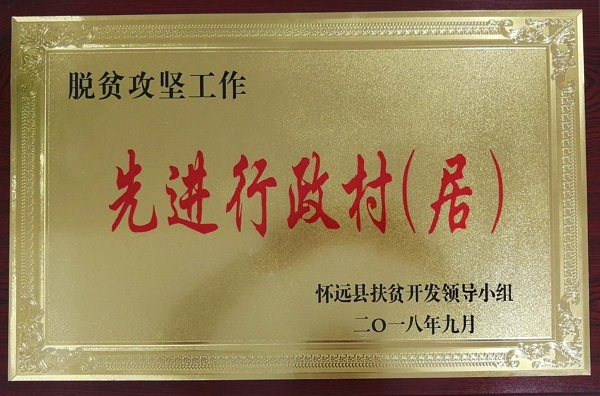 脱贫攻坚工作
先进行政村(居)
怀远县扶贫开发领导小组
二〇一八年九月